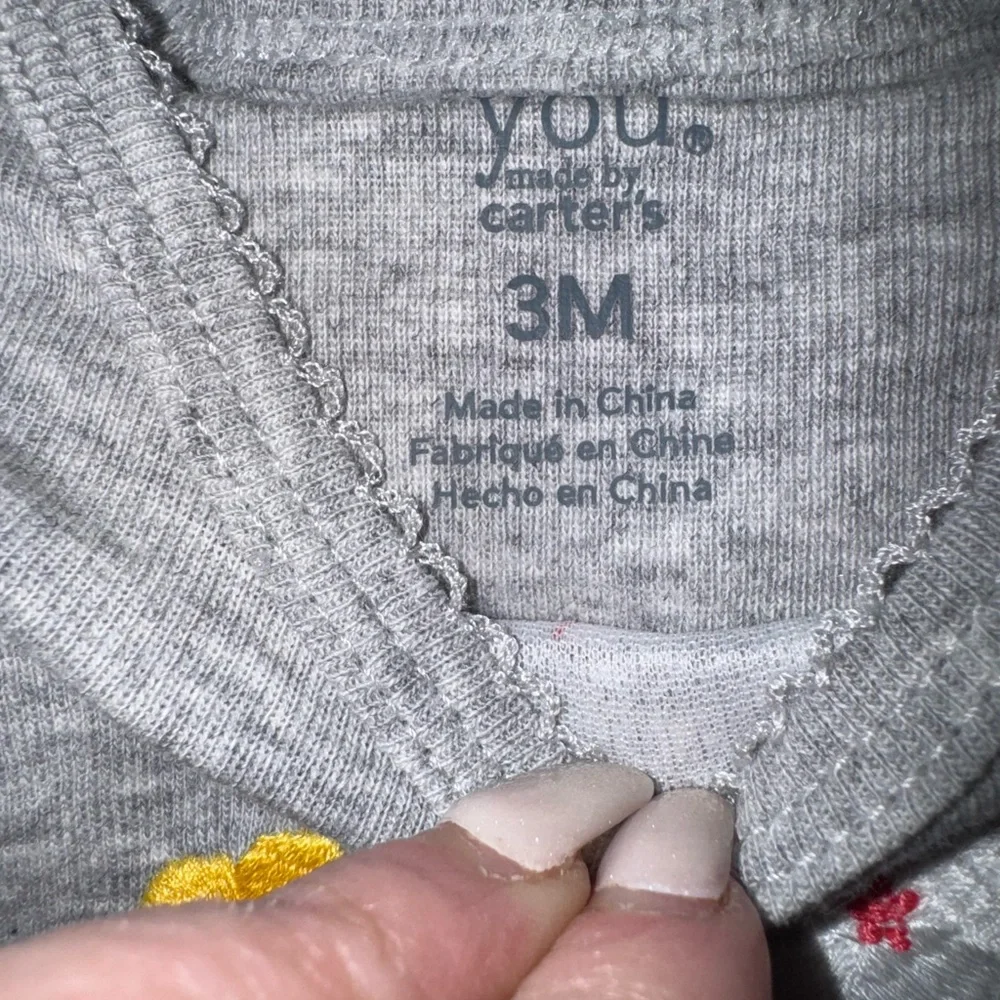 you.®
made by
carter's
3M
Made in China
Fabriqué en Chine
Hecho en China